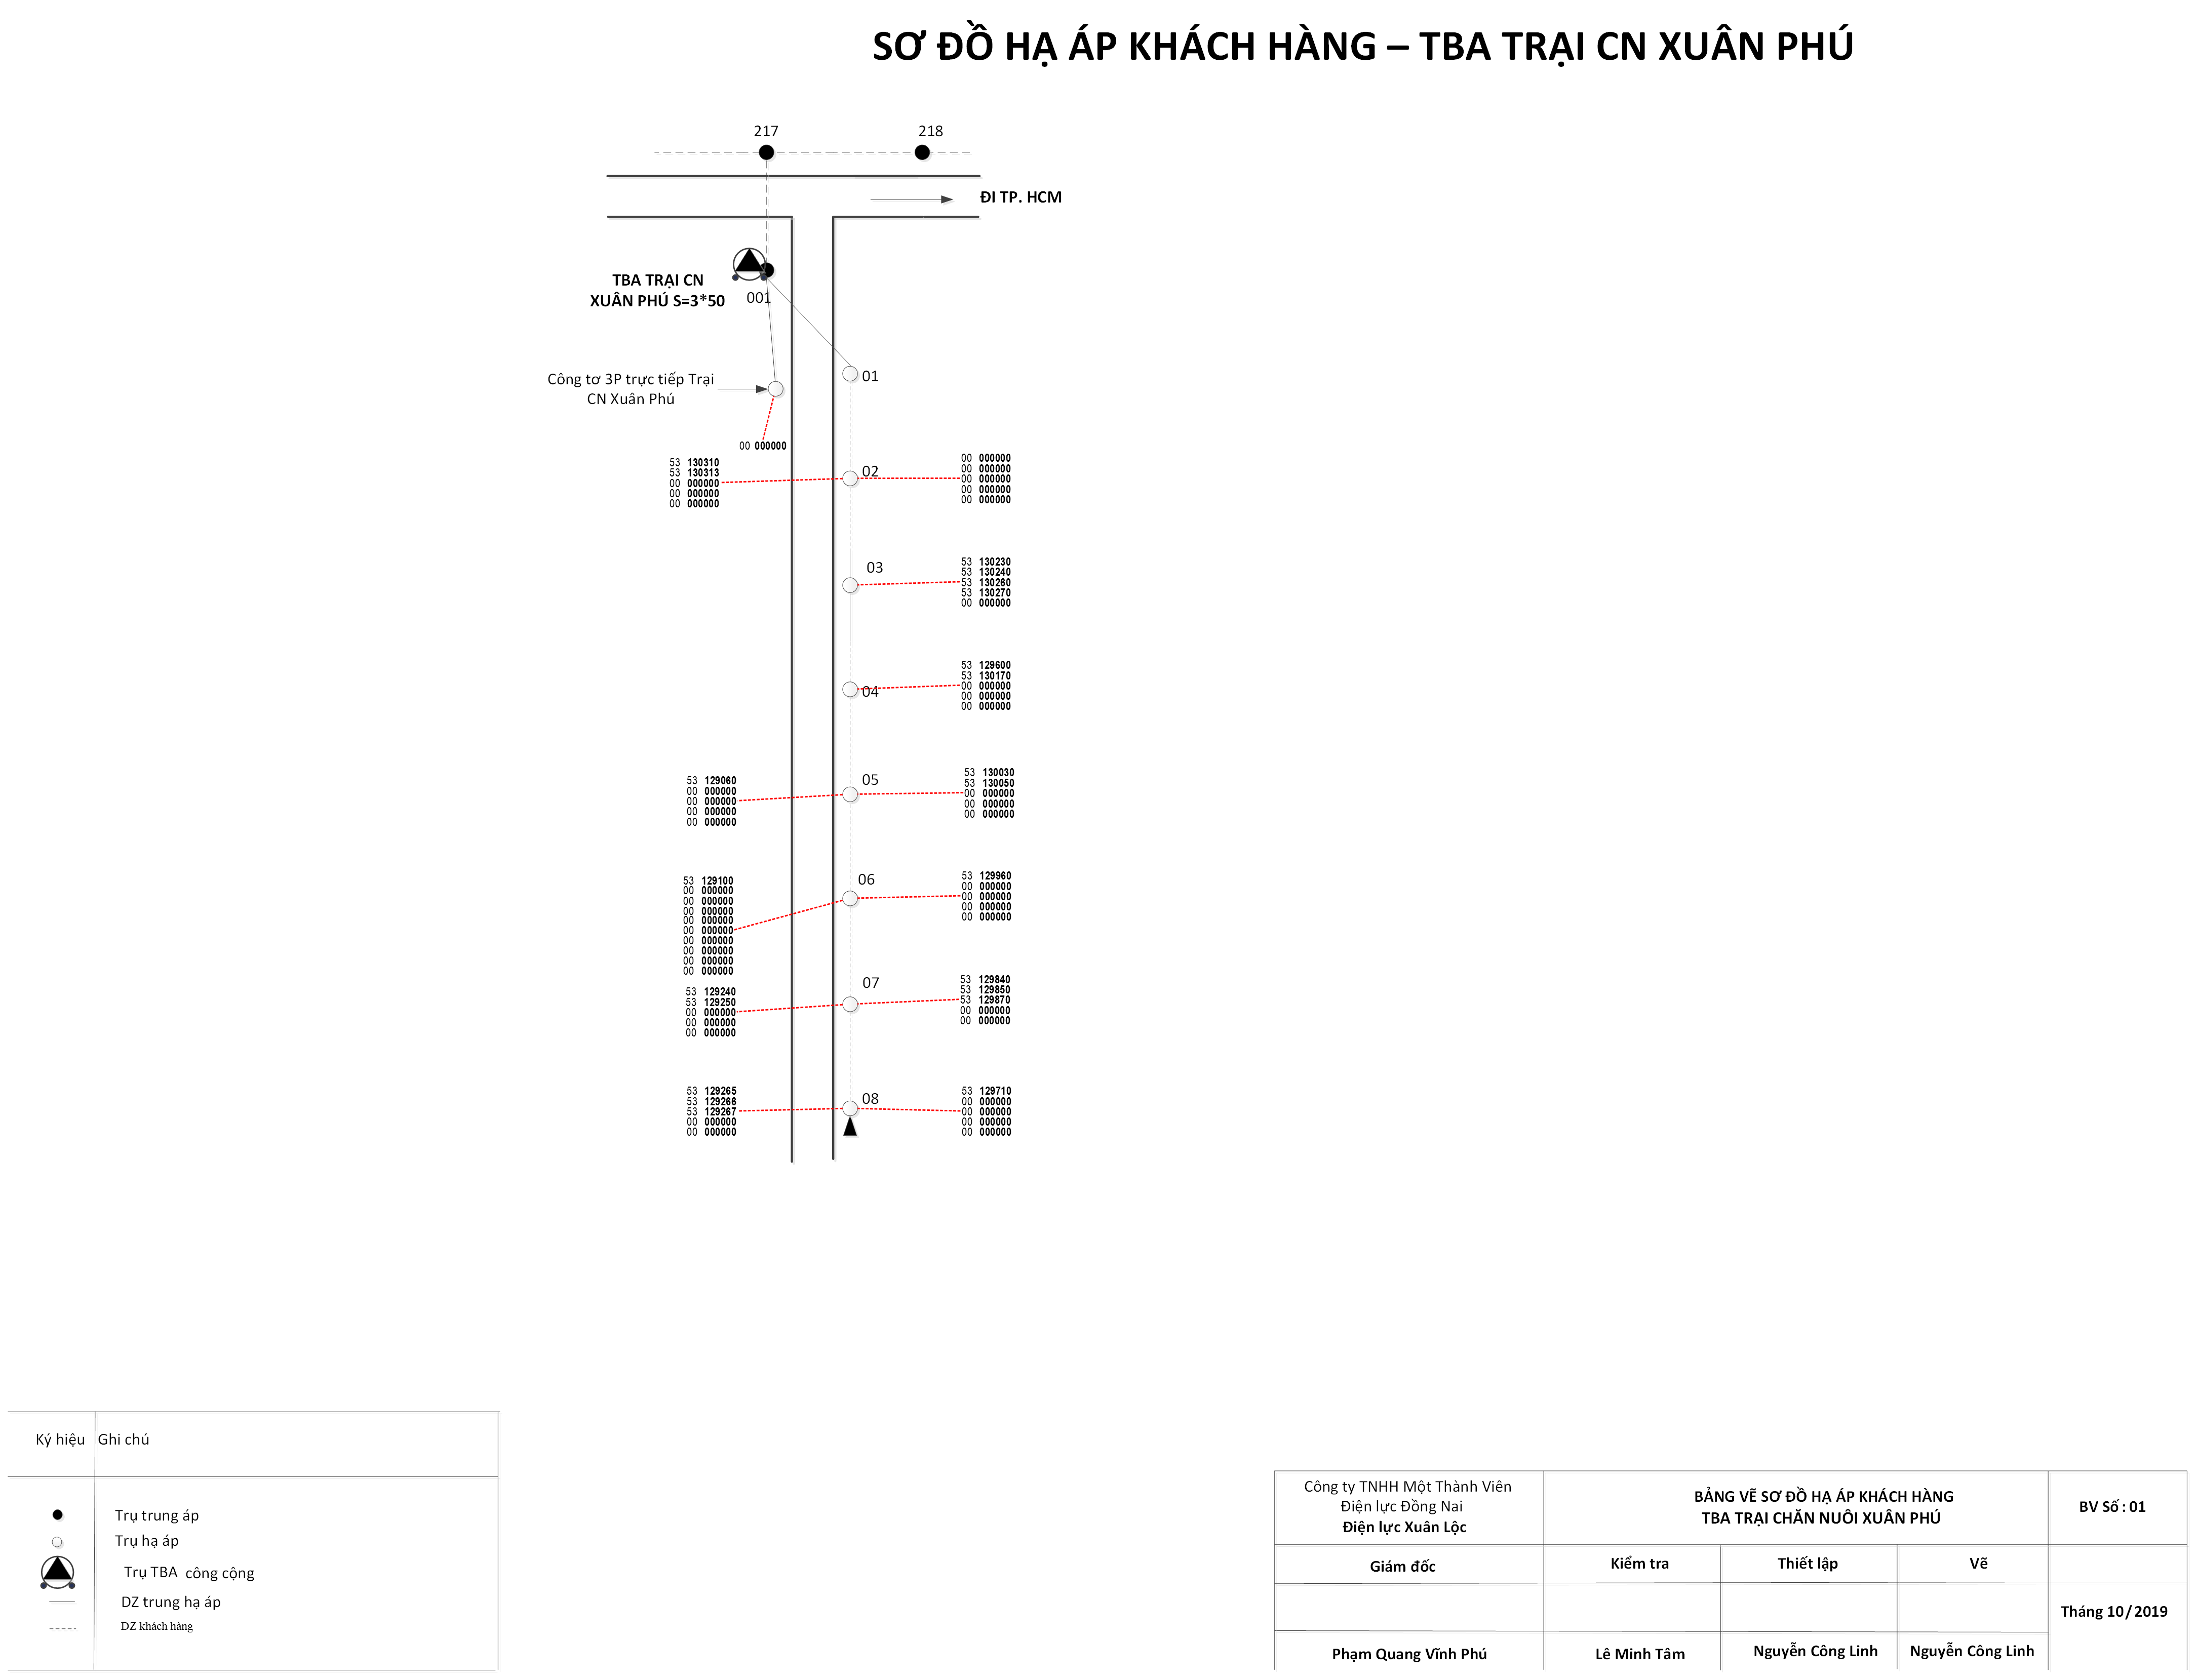 SƠ ĐỒ HẠ ÁP KHÁCH HÀNG – TBA TRẠI CN XUÂN PHÚ
217
218
ĐI TP. HCM
TBA TRẠI CN
XUÂN PHÚ S=3*50
001
Công tơ 3P trực tiếp Trại
CN Xuân Phú
01
00 000000
53 130310
53 130313
00 000000
00 000000
00 000000
02
00 000000
00 000000
00 000000
00 000000
00 000000
03
53 130230
53 130240
53 130260
53 130270
00 000000
04
53 129600
53 130170
00 000000
00 000000
00 000000
53 129060
00 000000
00 000000
00 000000
00 000000
05
53 130030
53 130050
00 000000
00 000000
00 000000
53 129100
00 000000
00 000000
00 000000
00 000000
00 000000
00 000000
00 000000
00 000000
00 000000
06
53 129960
00 000000
00 000000
00 000000
00 000000
53 129240
53 129250
00 000000
00 000000
00 000000
07
53 129840
53 129850
53 129870
00 000000
00 000000
53 129265
53 129266
53 129267
00 000000
00 000000
08
53 129710
00 000000
00 000000
00 000000
00 000000
Ký hiệu Ghi chú
Trụ trung áp
Trụ hạ áp
Trụ TBA công cộng
DZ trung hạ áp
DZ khách hàng
Công ty TNHH Một Thành Viên
Điện lực Đồng Nai
Điện lực Xuân Lộc
BẢNG VẼ SƠ ĐỒ HẠ ÁP KHÁCH HÀNG
TBA TRẠI CHĂN NUÔI XUÂN PHÚ
BV Số : 01
Giám đốc
Kiểm tra
Thiết lập
Vẽ
Tháng 10/2019
Phạm Quang Vĩnh Phú
Lê Minh Tâm
Nguyễn Công Linh
Nguyễn Công Linh